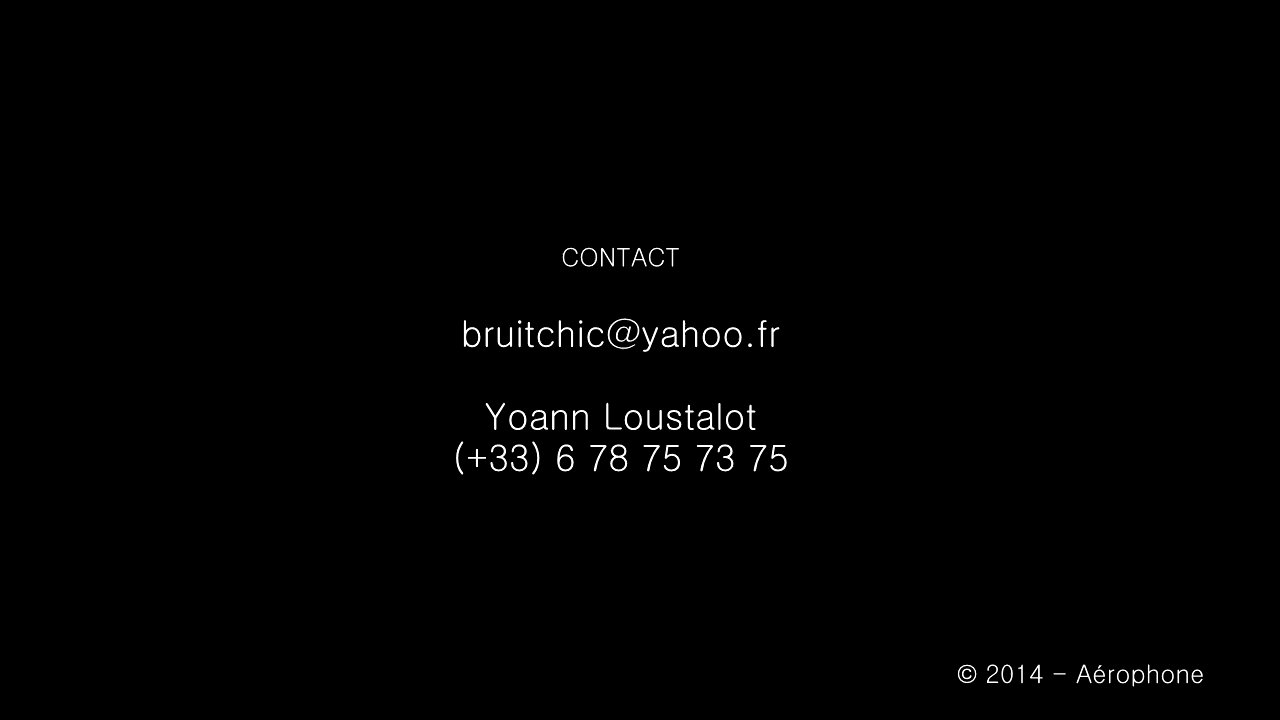 CONTACT
bruitchic@yahoo.fr
Yoann Loustalot
(+33) 6 78 75 73 75
© 2014 - Aérophone